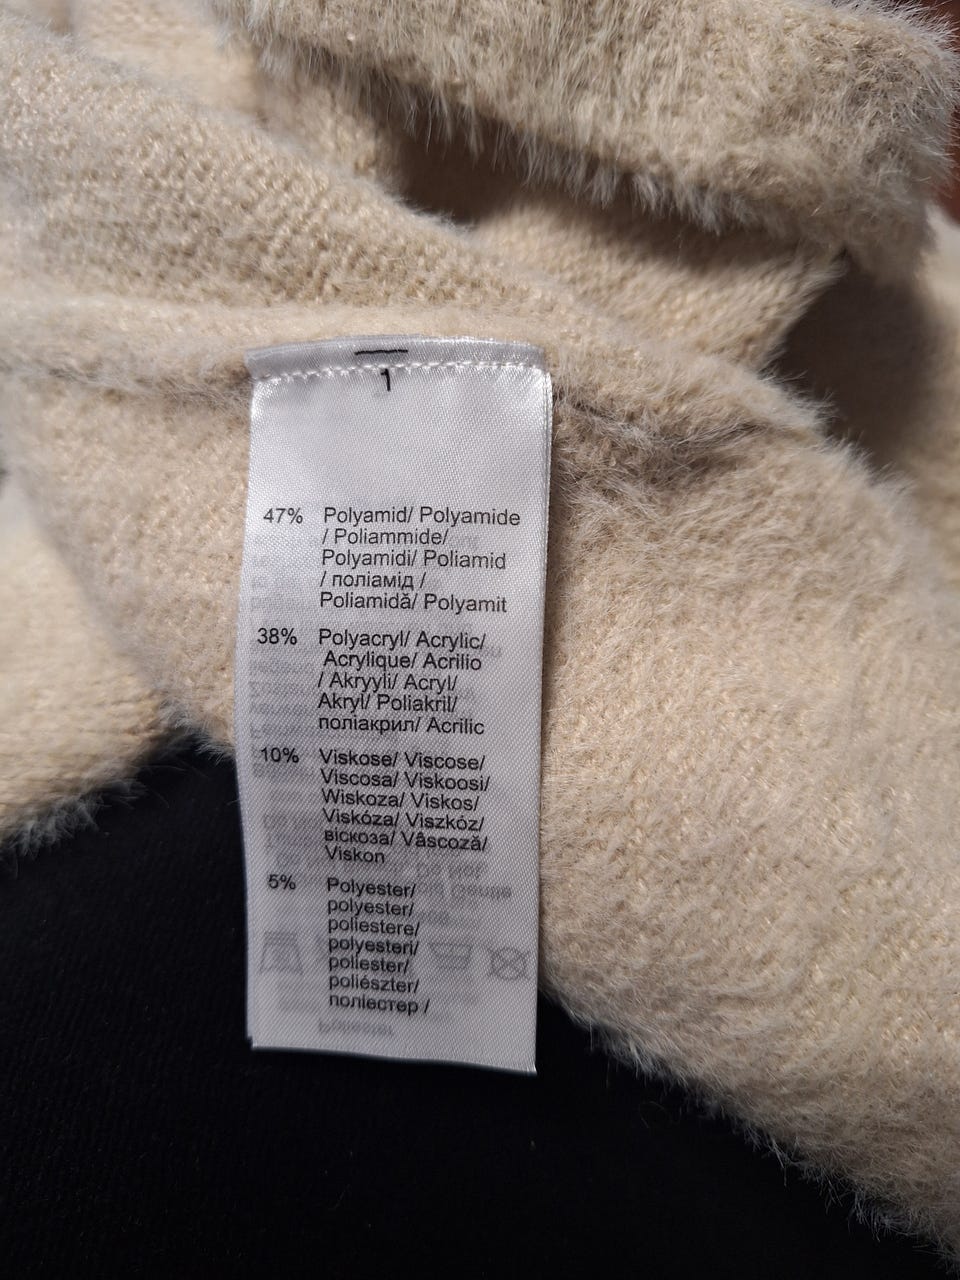 1
47% Polyamid/ Polyamide
/ Poliammide/
Polyamidi/ Poliamid
/ поліамід /
Poliamidă/ Polyamit
38% Polyacryl/ Acrylic/
Acrylique/ Acrilio
/ Akryyli/ Acryl/
Akryl/ Poliakril/
поліакрил/ Acrilic
10% Viskose/ Viscose/
Viscosa/ Viskoosi/
Wiskoza/ Viskos/
Viskóza/ Viszkóz/
віскоза/ Vâscoză/
Viskon
5% Polyester/
polyester/
poliestere/
polyesteri/
poliester/
poliészter/
поліестер /